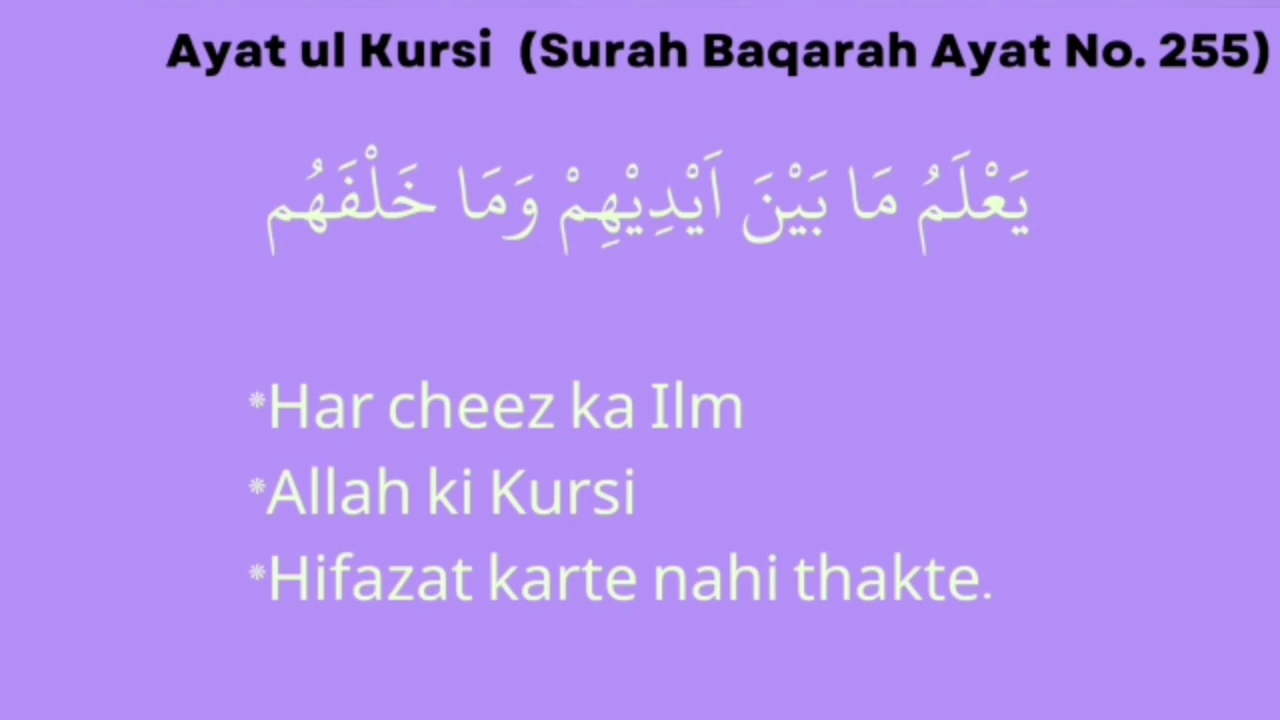 Ayat ul Kursi (Surah Baqarah Ayat No. 255)
يَعْلَمُ مَا بَيْنَ اَيْدِيْهِمْ وَمَا خَلْفَهُم
*Har cheez ka Ilm
*Allah ki Kursi
*Hifazat karte nahi thakte.